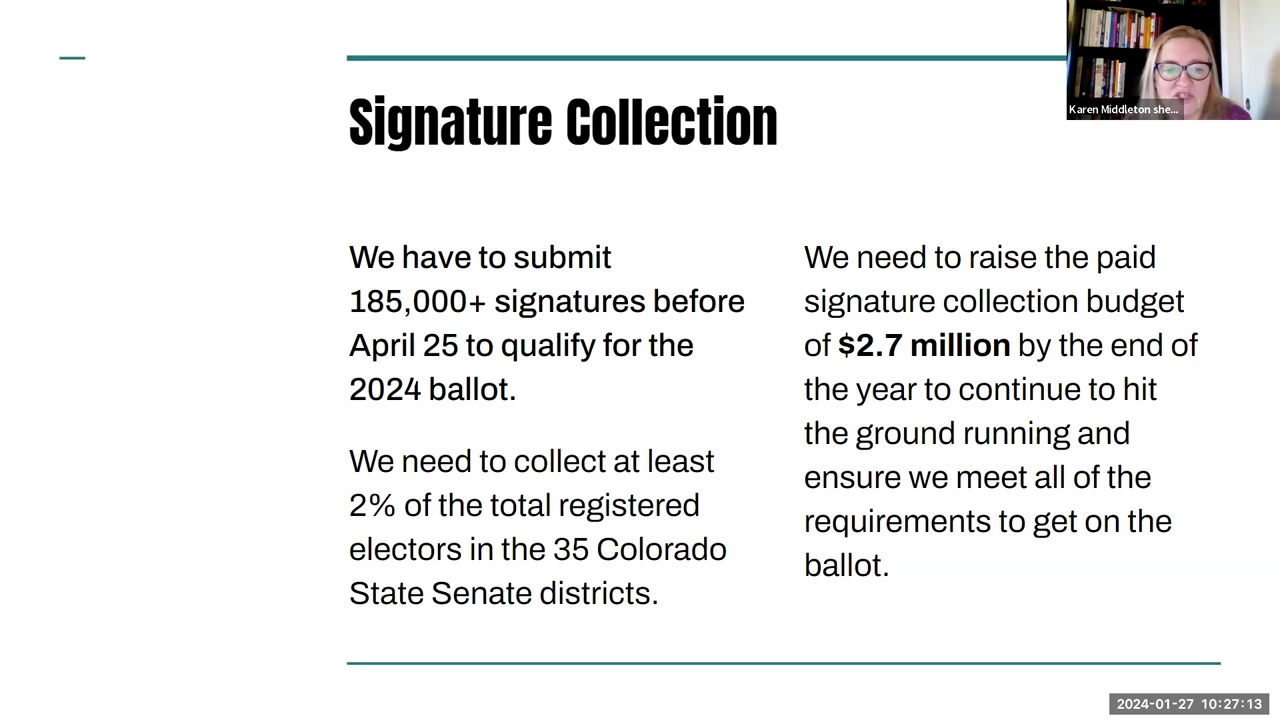 Karen Middleton she...
Signature Collection
We have to submit
185,000+ signatures before
April 25 to qualify for the
2024 ballot.
We need to collect at least
2% of the total registered
electors in the 35 Colorado
State Senate districts.
We need to raise the paid
signature collection budget
of $2.7 million by the end of
the year to continue to hit
the ground running and
ensure we meet all of the
requirements to get on the
ballot.
2024-01-27 10:27:13